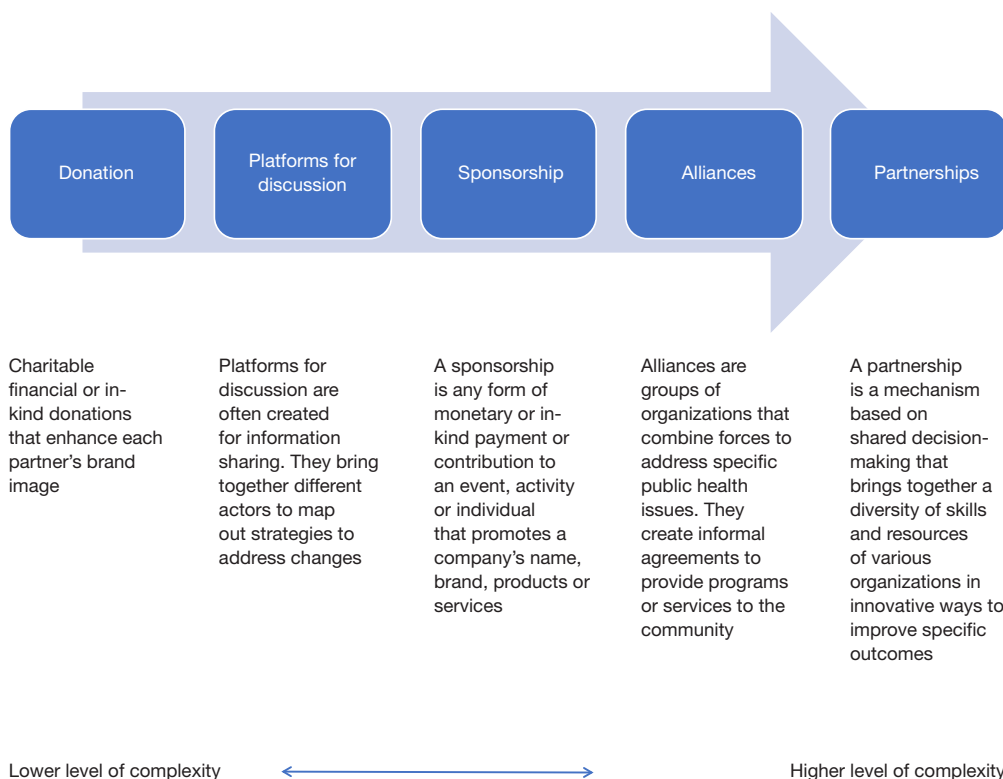 Donation
Platforms for
discussion
Sponsorship
Alliances
Partnerships
Charitable
financial or in-
kind donations
that enhance each
partner’s brand
image
Platforms for
discussion are
often created
for information
sharing. They bring
together different
actors to map
out strategies to
address changes
A sponsorship
is any form of
monetary or in-
kind payment or
contribution to
an event, activity
or individual
that promotes a
company’s name,
brand, products or
services
Alliances are
groups of
organizations that
combine forces to
address specific
public health
issues. They
create informal
agreements to
provide programs
or services to the
community
A partnership
is a mechanism
based on
shared decision-
making that
brings together a
diversity of skills
and resources
of various
organizations in
innovative ways to
improve specific
outcomes
Lower level of complexity
Higher level of complexity